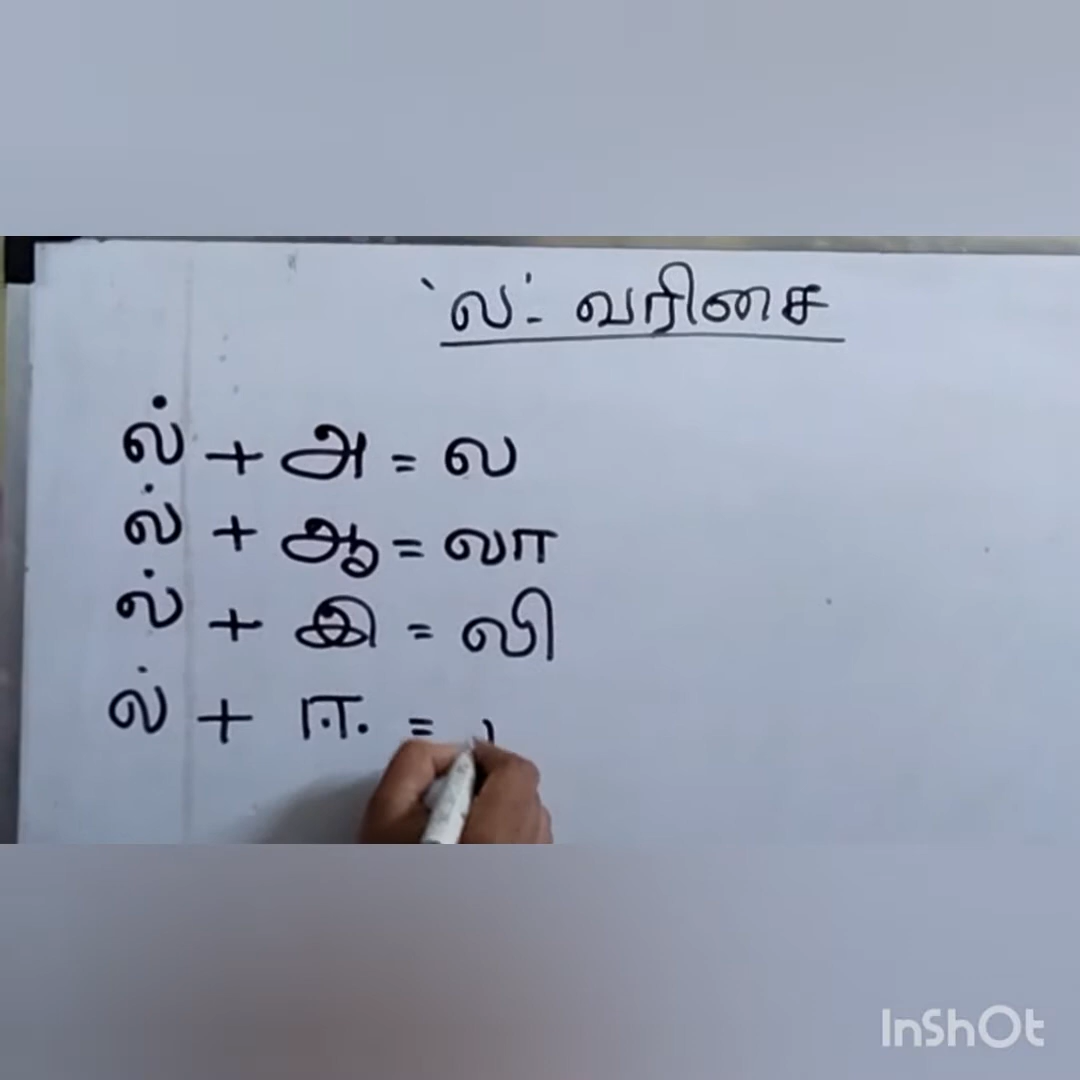 'ல' - வரிசை
ல் + அ = ல
ல் + ஆ = லா
ல் + இ = லி
ல் + ஈ =
InShOt